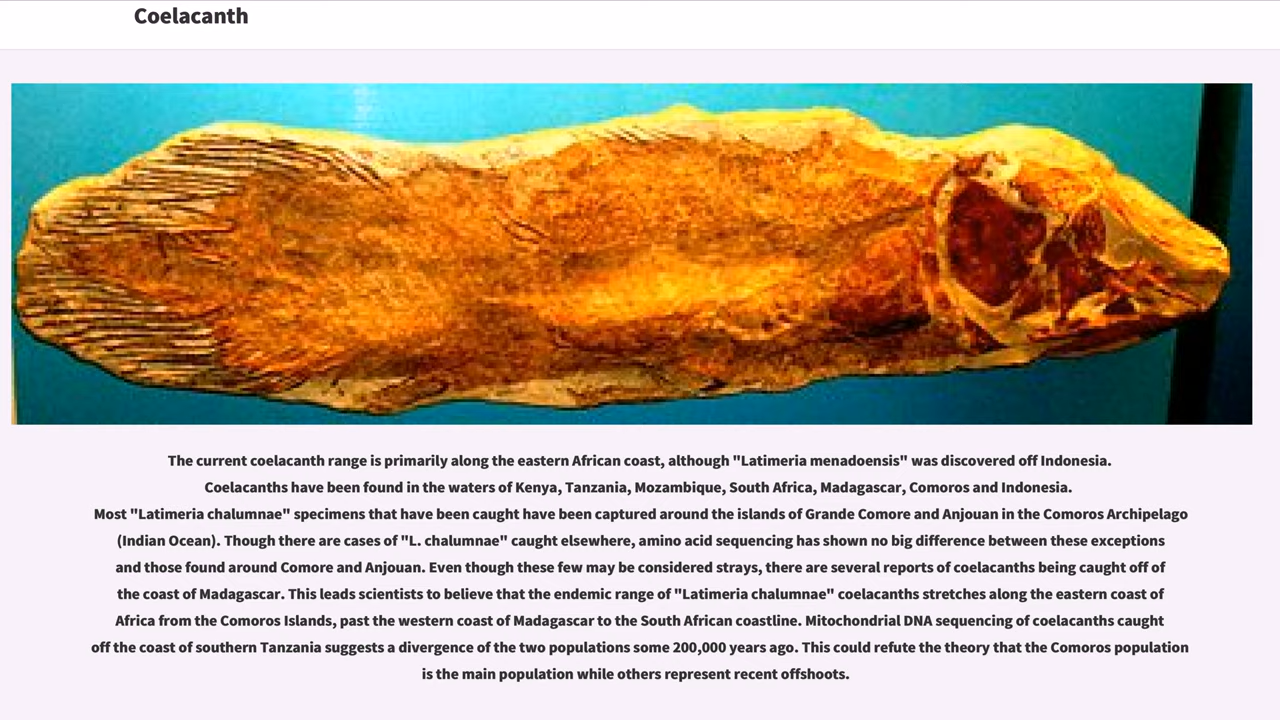 Coelacanth
The current coelacanth range is primarily along the eastern African coast, although "Latimeria menadoensis" was discovered off Indonesia.
Coelacanths have been found in the waters of Kenya, Tanzania, Mozambique, South Africa, Madagascar, Comoros and Indonesia.
Most "Latimeria chalumnae" specimens that have been caught have been captured around the islands of Grande Comore and Anjouan in the Comoros Archipelago
(Indian Ocean). Though there are cases of "L. chalumnae" caught elsewhere, amino acid sequencing has shown no big difference between these exceptions
and those found around Comore and Anjouan. Even though these few may be considered strays, there are several reports of coelacanths being caught off of
the coast of Madagascar. This leads scientists to believe that the endemic range of "Latimeria chalumnae" coelacanths stretches along the eastern coast of
Africa from the Comoros Islands, past the western coast of Madagascar to the South African coastline. Mitochondrial DNA sequencing of coelacanths caught
off the coast of southern Tanzania suggests a divergence of the two populations some 200,000 years ago. This could refute the theory that the Comoros population
is the main population while others represent recent offshoots.